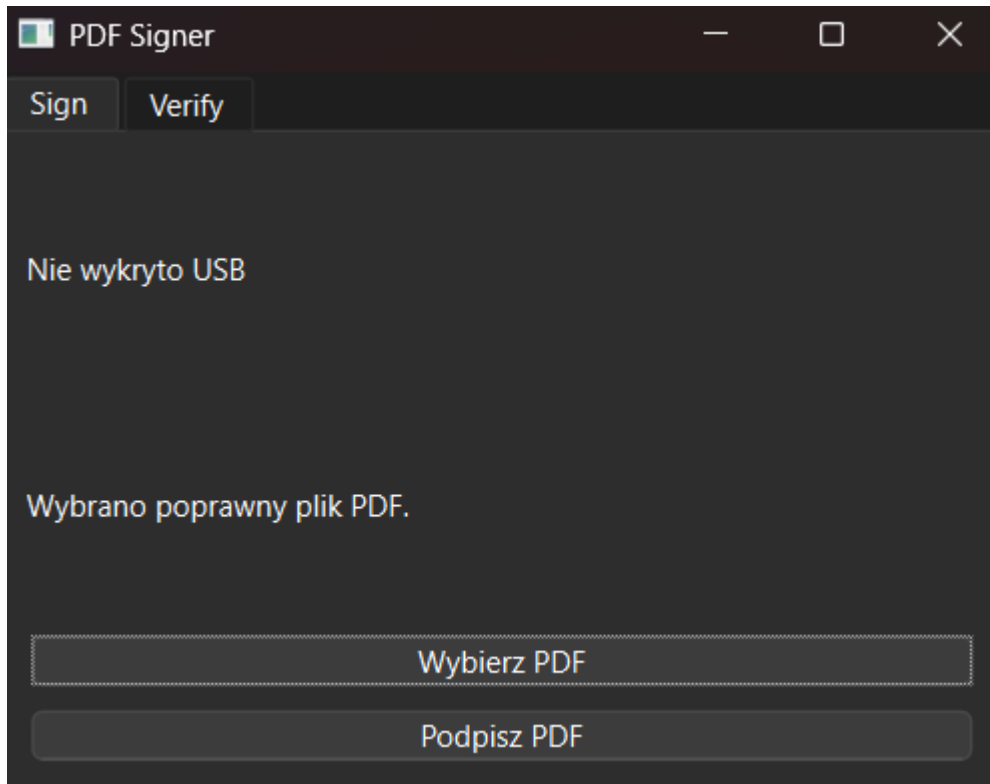 PDF Signer
Sign Verify
Nie wykryto USB
Wybrano poprawny plik PDF.
Wybierz PDF
Podpisz PDF